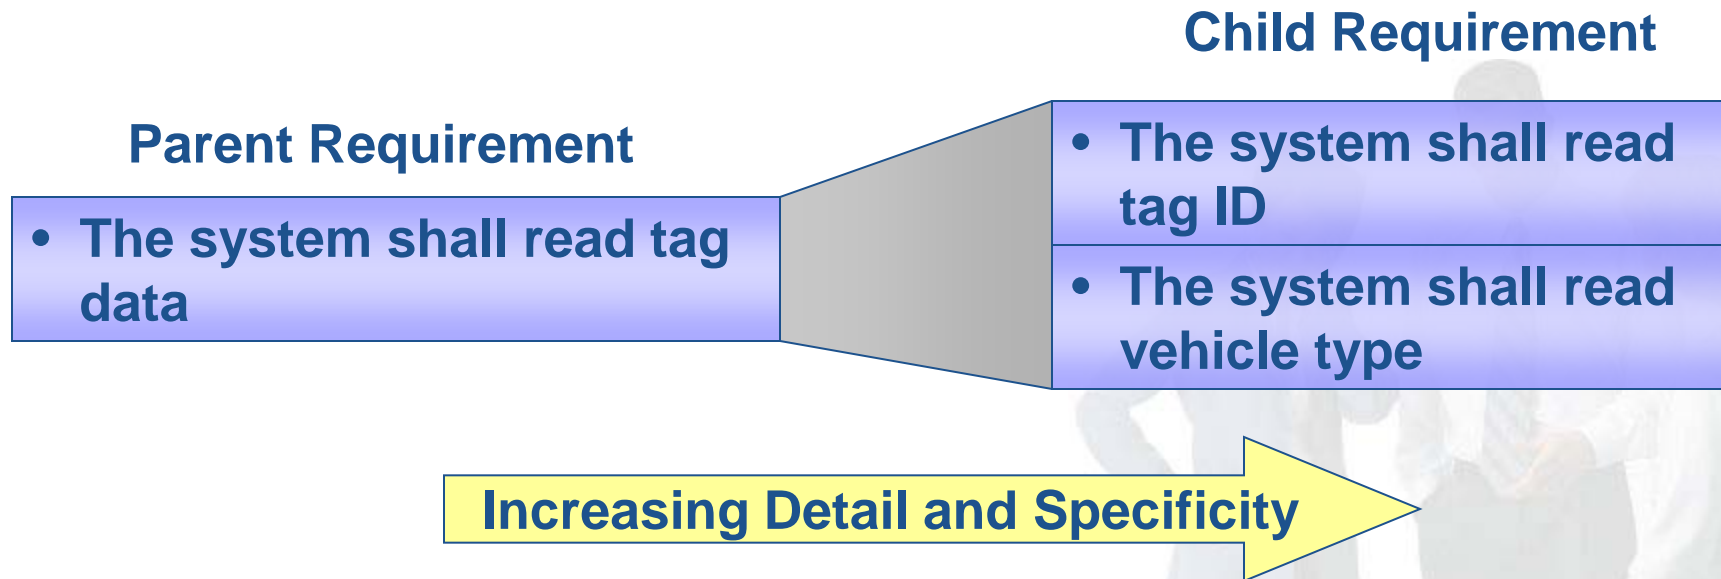 Child Requirement
Parent Requirement
• The system shall read tag
data
• The system shall read
tag ID
• The system shall read
vehicle type
Increasing Detail and Specificity